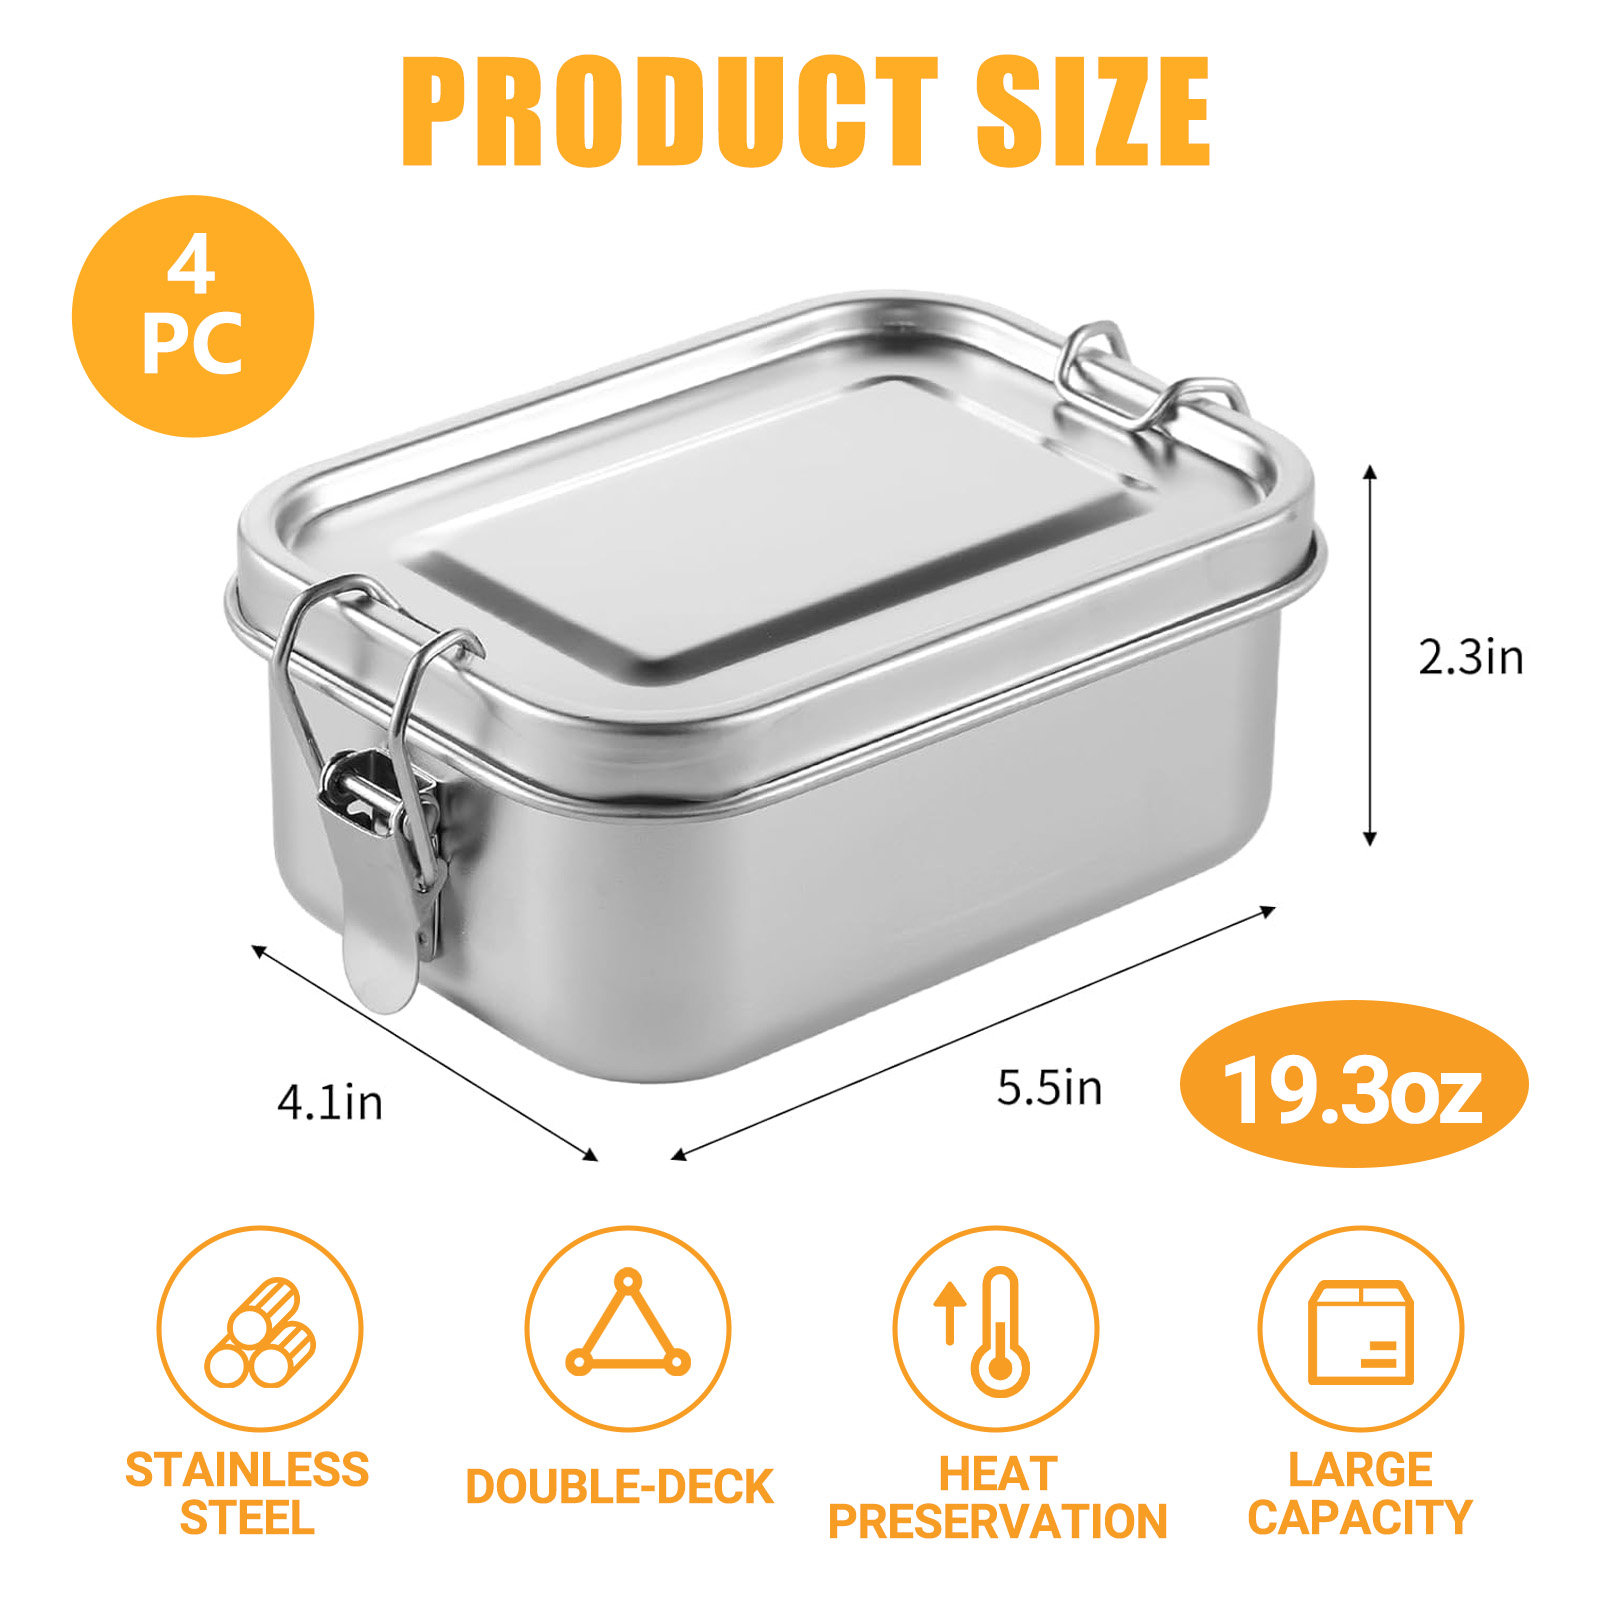 PRODUCT SIZE
4
PC
2.3in
4.1in
5.5in
19.3oz
STAINLESS
STEEL
DOUBLE-DECK
HEAT
PRESERVATION
LARGE
CAPACITY